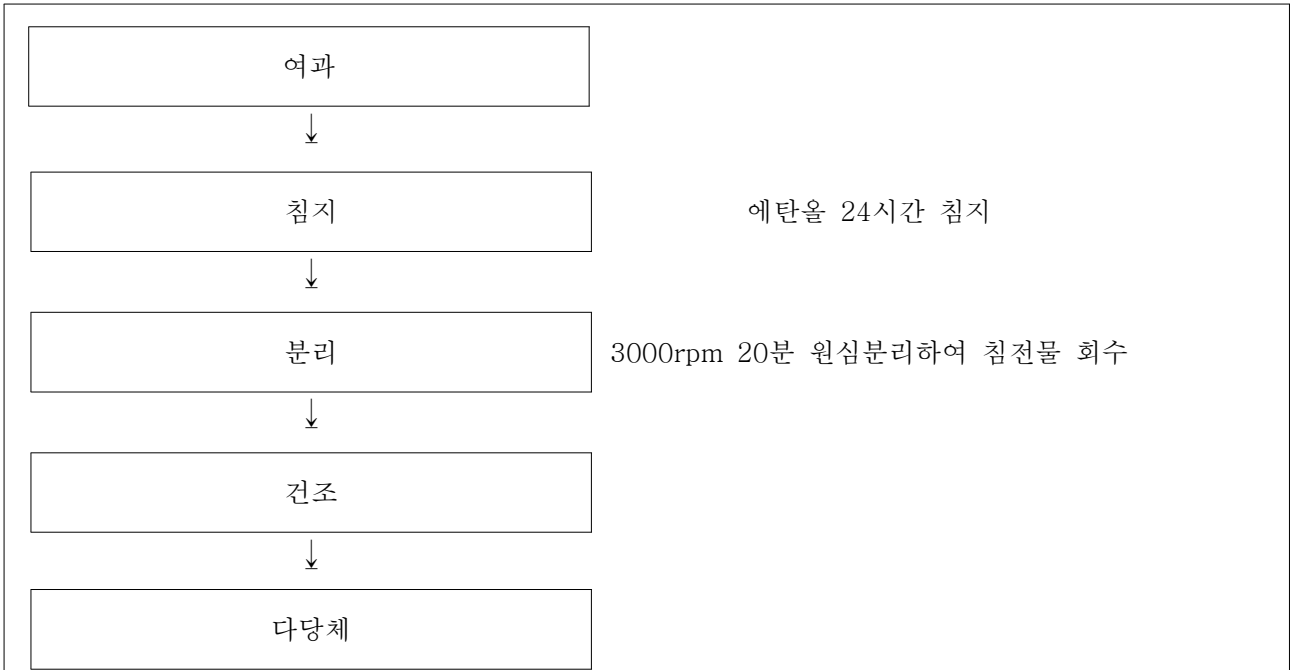 여과
↓
침지 에탄올 24시간 침지
↓
분리 3000rpm 20분 원심분리하여 침전물 회수
↓
건조
↓
다당체